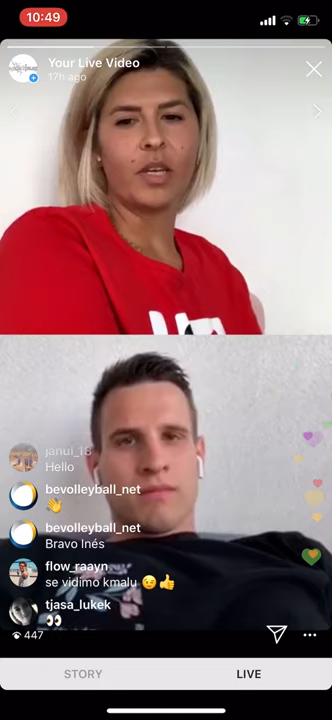 10:49
Your Live Video
17h ago
janui_18
Hello
bevolleyball_net
👋
bevolleyball_net
Bravo Inés
flow_raayn
se vidimo kmalu 😉👍
tjasa_lukek
👀
447
STORY
LIVE